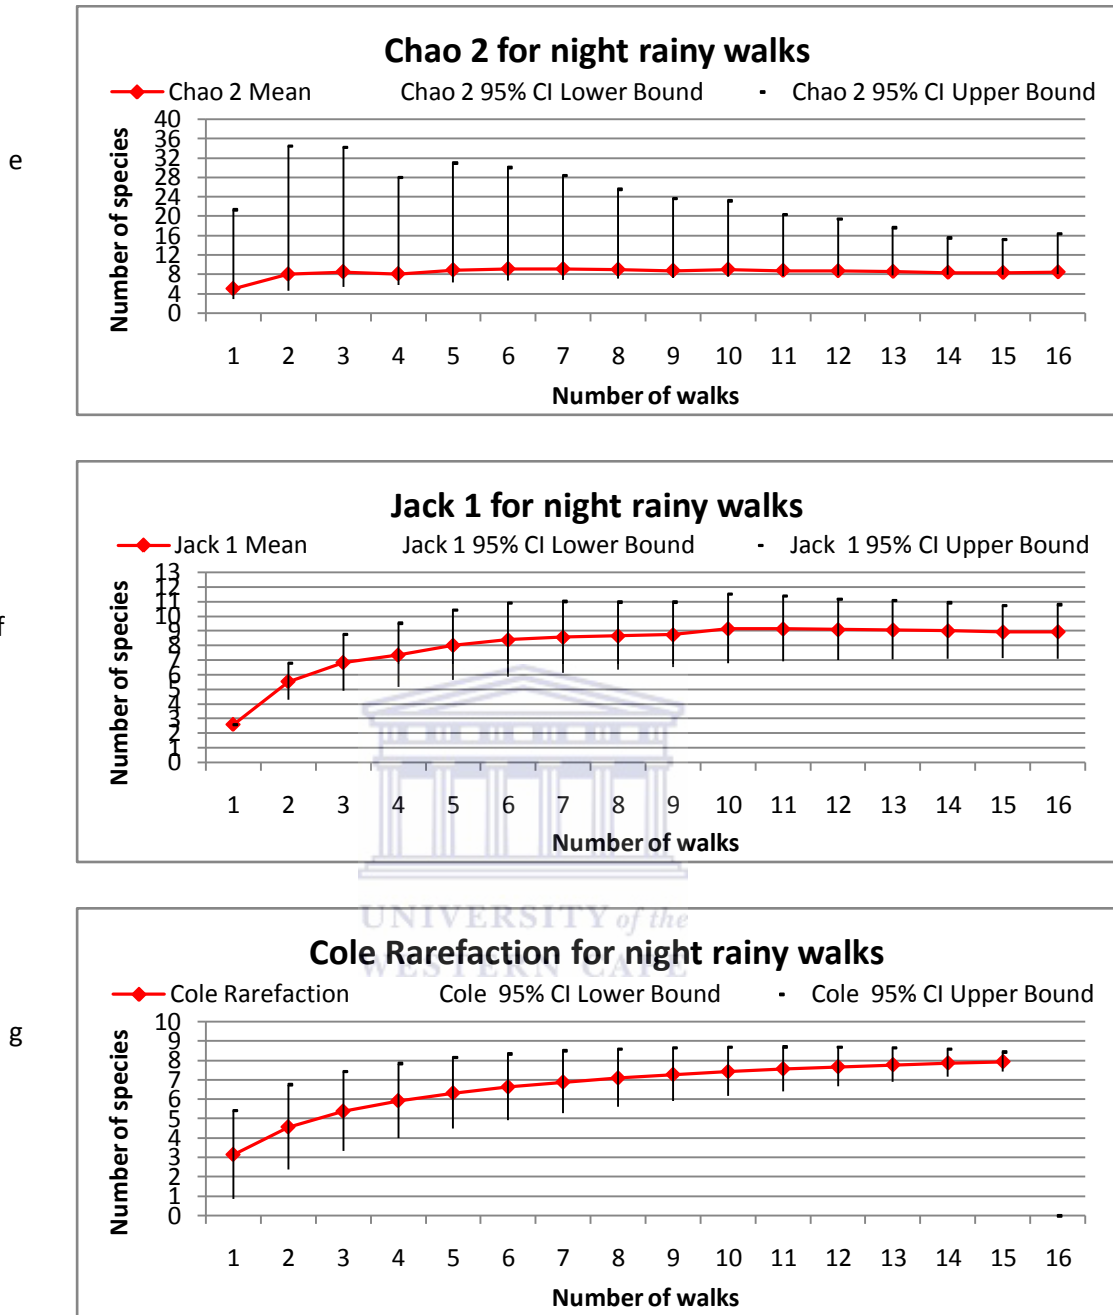 e
Chao 2 for night rainy walks
Chao 2 Mean Chao 2 95% CI Lower Bound Chao 2 95% CI Upper Bound
Number of species
40
36
32
28
24
20
16
12
8
4
0
1 2 3 4 5 6 7 8 9 10 11 12 13 14 15 16
Number of walks
f
Jack 1 for night rainy walks
Jack 1 Mean Jack 1 95% CI Lower Bound Jack 1 95% CI Upper Bound
Number of species
13
12
11
10
9
8
7
6
5
4
3
2
1
0
1 2 3 4 5 6 7 8 9 10 11 12 13 14 15 16
Number of walks
UNIVERSITY of the
WESTERN CAPE
g
Cole Rarefaction for night rainy walks
Cole Rarefaction Cole 95% CI Lower Bound Cole 95% CI Upper Bound
Number of species
10
9
8
7
6
5
4
3
2
1
0
1 2 3 4 5 6 7 8 9 10 11 12 13 14 15 16
Number of walks